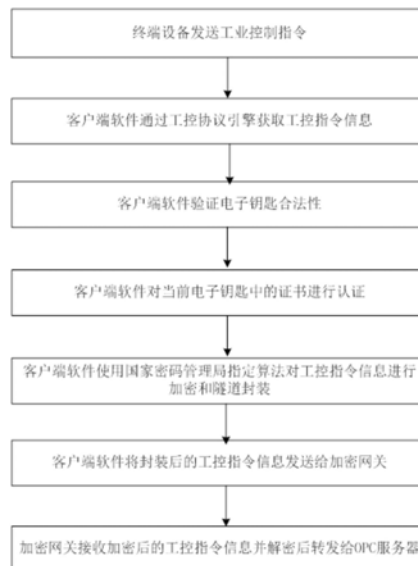 终端设备发送工业控制指令
客户端软件通过工控协议引擎获取工控指令信息
客户端软件验证电子钥匙合法性
客户端软件对当前电子钥匙中的证书进行认证
客户端软件使用国家密码管理局指定算法对工控指令信息进行
加密和隧道封装
客户端软件将封装后的工控指令信息发送给加密网关
加密网关接收加密后的工控指令信息并解密后转发给OPC服务器